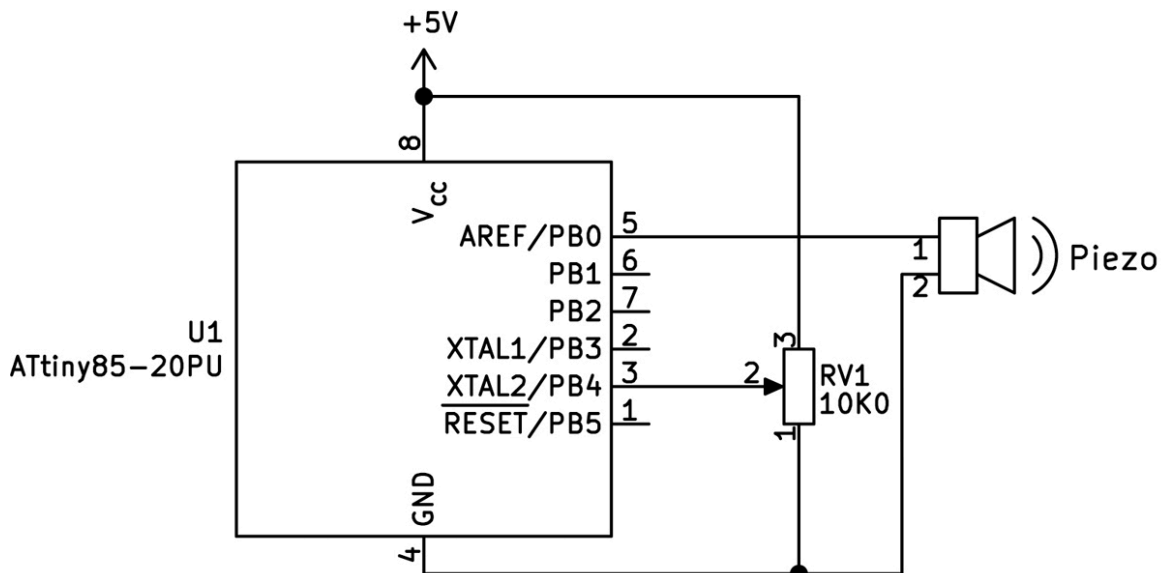 +5V
8
Vcc
AREF/PB0 5
PB1 6
PB2 7
XTAL1/PB3 2
XTAL2/PB4 3
RESET/PB5 1
GND
4
U1
ATtiny85-20PU
1
2
Piezo
3
2
1
RV1
10K0